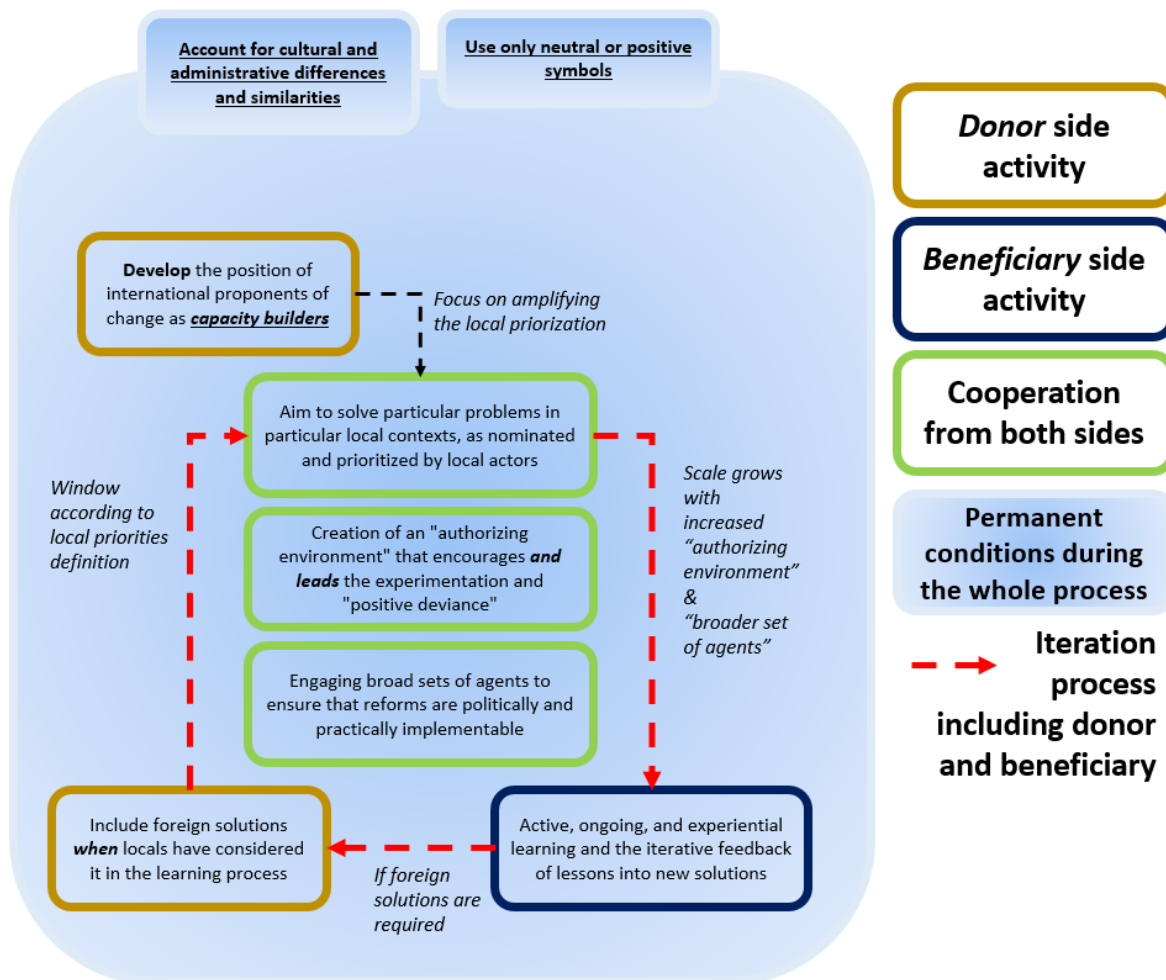 Account for cultural and
administrative differences
and similarities
Use only neutral or positive
symbols
Develop the position of
international proponents of
change as capacity builders
Focus on amplifying
the local priorization
Aim to solve particular problems in
particular local contexts, as nominated
and prioritized by local actors
Window
according to
local priorities
definition
Scale grows
with
increased
“authorizing
environment”
&
“broader set
of agents”
Creation of an "authorizing
environment" that encourages and
leads the experimentation and
"positive deviance"
Engaging broad sets of agents to
ensure that reforms are politically and
practically implementable
Include foreign solutions
when locals have considered
it in the learning process
If foreign
solutions are
required
Active, ongoing, and experiential
learning and the iterative feedback
of lessons into new solutions
Donor side
activity
Beneficiary side
activity
Cooperation
from both sides
Permanent
conditions during
the whole process
Iteration
process
including donor
and beneficiary